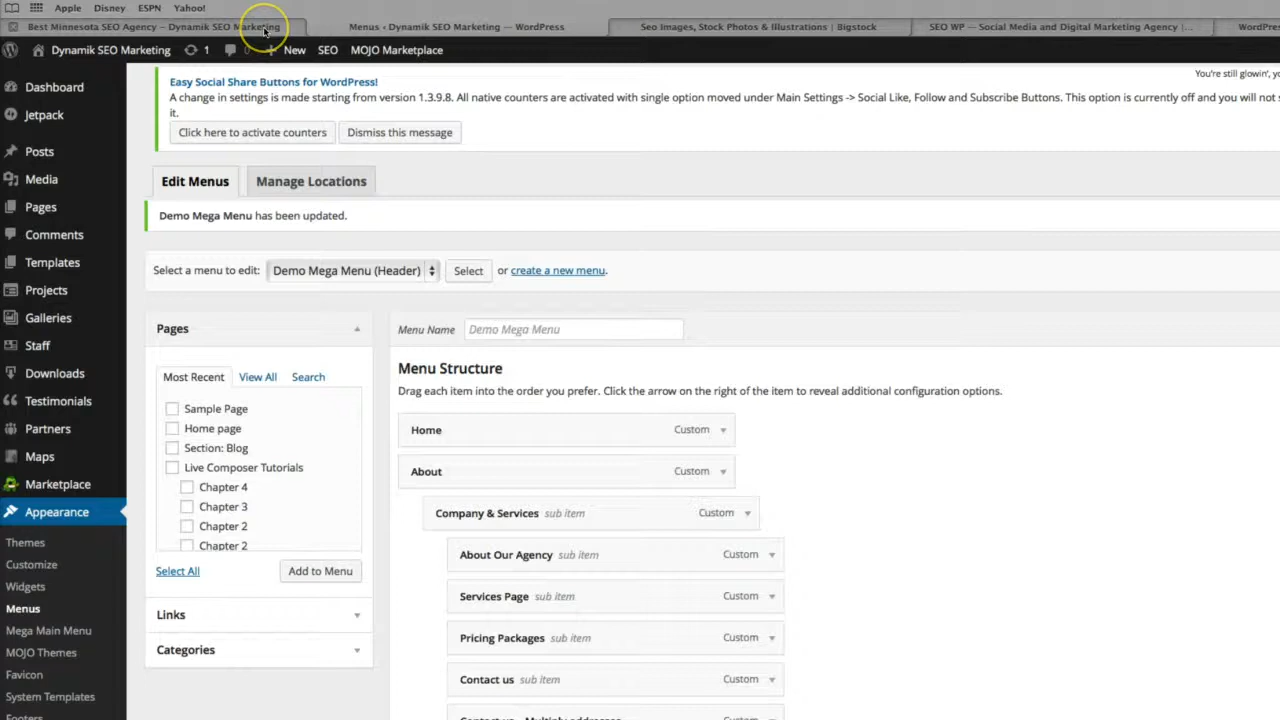 Apple Disney ESPN Yahoo!
Best Minnesota SEO Agency — Dynamik SEO Marketing
Menus ‹ Dynamik SEO Marketing — WordPress
Seo Images, Stock Photos & Illustrations | Bigstock
SEO WP — Social Media and Digital Marketing Agency |...
WordPres
Dynamik SEO Marketing 1 0 New SEO MOJO Marketplace
You're still glowin', y
Dashboard
Jetpack
Posts
Media
Pages
Comments
Templates
Projects
Galleries
Staff
Downloads
Testimonials
Partners
Maps
Marketplace
Appearance
Themes
Customize
Widgets
Menus
Mega Main Menu
MOJO Themes
Favicon
System Templates
Footers
Easy Social Share Buttons for WordPress!
A change in settings is made starting from version 1.3.9.8. All native counters are activated with single option moved under Main Settings -> Social Like, Follow and Subscribe Buttons. This option is currently off and you will not s
it.
Click here to activate counters Dismiss this message
Edit Menus Manage Locations
Demo Mega Menu has been updated.
Select a menu to edit: Demo Mega Menu (Header) Select or create a new menu.
Pages
Most Recent View All Search
Sample Page
Home page
Section: Blog
Live Composer Tutorials
Chapter 4
Chapter 3
Chapter 2
Chapter 2
Select All Add to Menu
Links
Categories
Menu Name Demo Mega Menu
Menu Structure
Drag each item into the order you prefer. Click the arrow on the right of the item to reveal additional configuration options.
Home Custom
About Custom
Company & Services sub item Custom
About Our Agency sub item Custom
Services Page sub item Custom
Pricing Packages sub item Custom
Contact us sub item Custom
Contact us - Multiply addresses